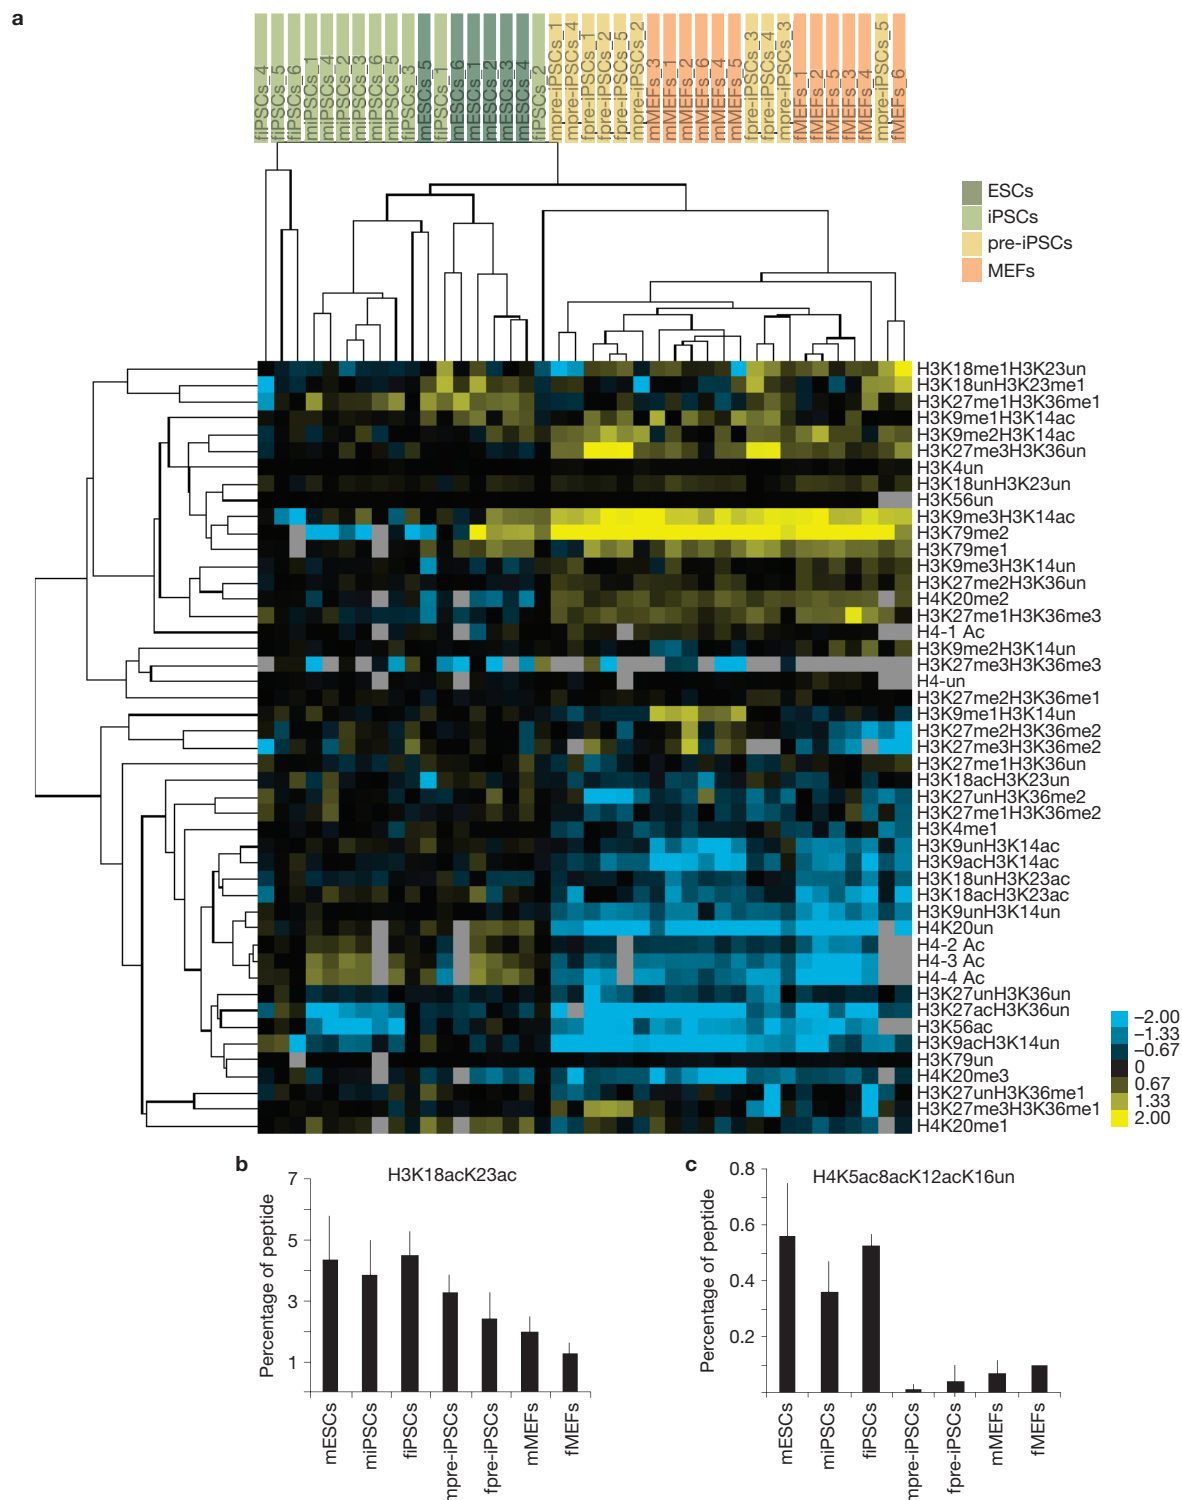 a
fiPSCs_4
fiPSCs_5
fiPSCs_6
miPSCs_1
miPSCs_4
miPSCs_2
miPSCs_3
miPSCs_6
miPSCs_5
fiPSCs_3
mESCs_5
fiPSCs_1
mESCs_6
mESCs_1
mESCs_2
mESCs_3
mESCs_4
fiPSCs_2
mpre-iPSCs_1
mpre-iPSCs_4
fpre-iPSCs_1
fpre-iPSCs_2
fpre-iPSCs_5
mpre-iPSCs_2
mMEFs_3
mMEFs_1
mMEFs_2
mMEFs_6
mMEFs_4
mMEFs_5
fpre-iPSCs_3
fpre-iPSCs_4
mpre-iPSCs_3
fMEFs_1
fMEFs_2
fMEFs_5
fMEFs_3
fMEFs_4
mpre-iPSCs_5
fMEFs_6
ESCs
iPSCs
pre-iPSCs
MEFs
H3K18me1H3K23un
H3K18unH3K23me1
H3K27me1H3K36me1
H3K9me1H3K14ac
H3K9me2H3K14ac
H3K27me3H3K36un
H3K4un
H3K18unH3K23un
H3K56un
H3K9me3H3K14ac
H3K79me2
H3K79me1
H3K9me3H3K14un
H3K27me2H3K36un
H4K20me2
H3K27me1H3K36me3
H4-1 Ac
H3K9me2H3K14un
H3K27me3H3K36me3
H4-un
H3K27me2H3K36me1
H3K9me1H3K14un
H3K27me2H3K36me2
H3K27me3H3K36me2
H3K27me1H3K36un
H3K18acH3K23un
H3K27unH3K36me2
H3K27me1H3K36me2
H3K4me1
H3K9unH3K14ac
H3K9acH3K14ac
H3K18unH3K23ac
H3K18acH3K23ac
H3K9unH3K14un
H4K20un
H4-2 Ac
H4-3 Ac
H4-4 Ac
H3K27unH3K36un
H3K27acH3K36un
H3K56ac
H3K9acH3K14un
H3K79un
H4K20me3
H3K27unH3K36me1
H3K27me3H3K36me1
H4K20me1
−2.00
−1.33
−0.67
0
0.67
1.33
2.00
b
H3K18acK23ac
Percentage of peptide
7
5
3
1
mESCs
miPSCs
fiPSCs
mpre-iPSCs
fpre-iPSCs
mMEFs
fMEFs
c
H4K5ac8acK12acK16un
Percentage of peptide
0.8
0.6
0.4
0.2
mESCs
miPSCs
fiPSCs
mpre-iPSCs
fpre-iPSCs
mMEFs
fMEFs